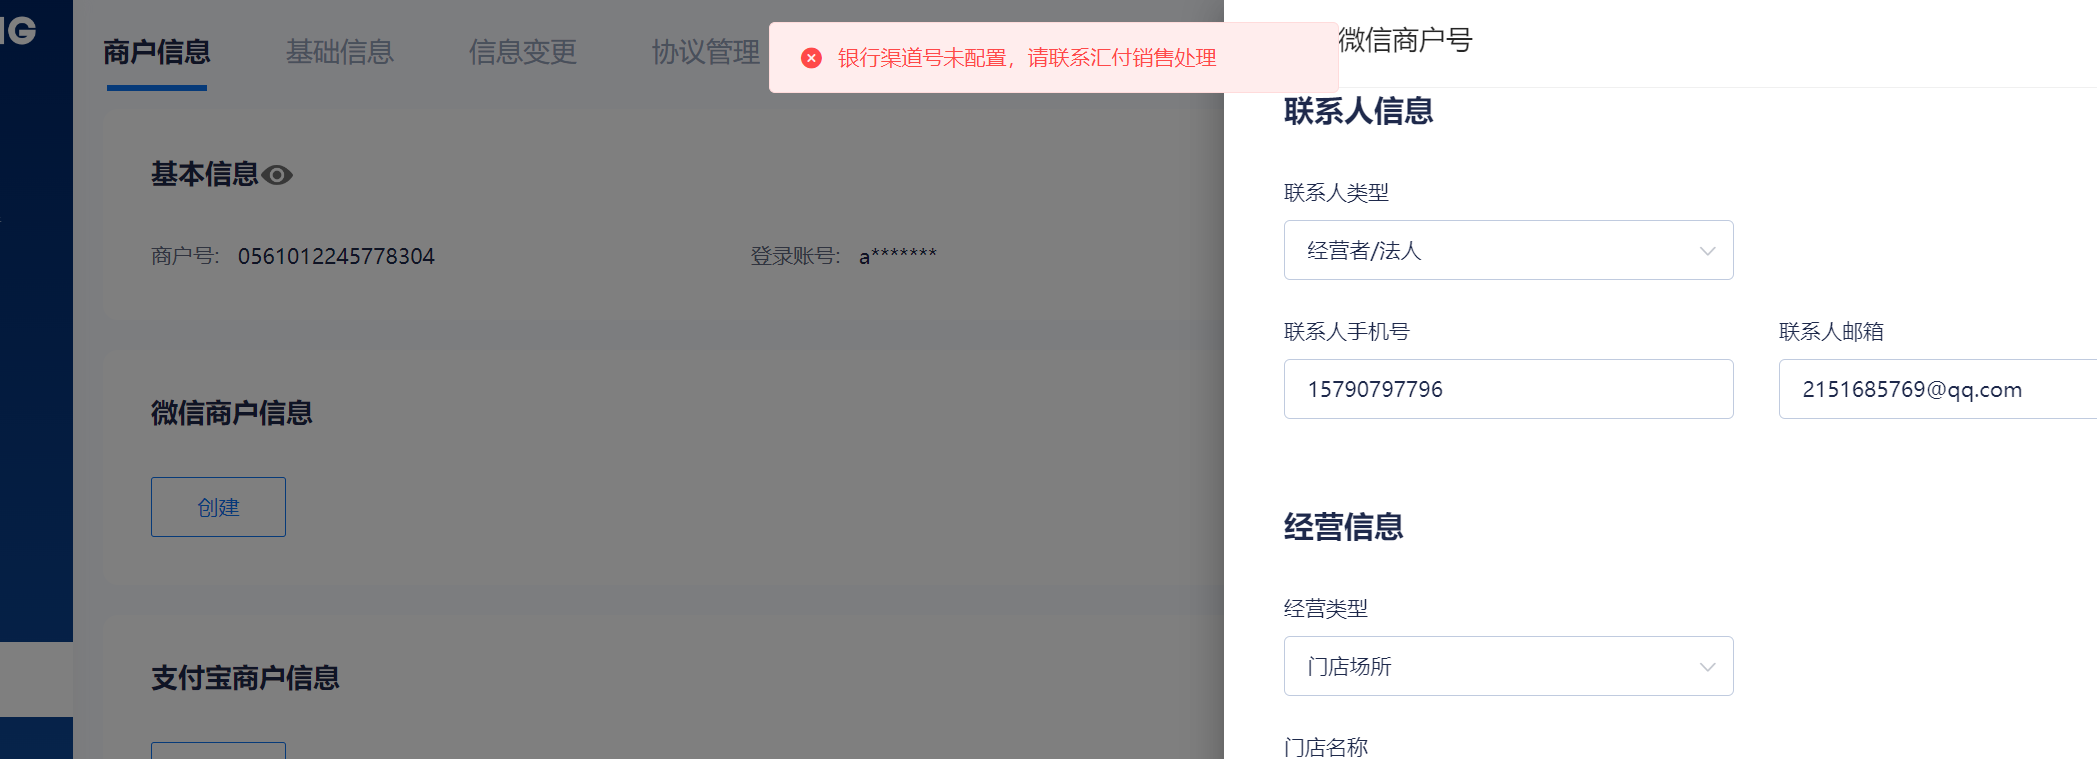 G
商户信息 基础信息 信息变更 协议管理
银行渠道号未配置，请联系汇付销售处理
微信商户号
基本信息
商户号: 0561012245778304
登录账号: a*******
微信商户信息
创建
支付宝商户信息
联系人信息
联系人类型
经营者/法人
联系人手机号
15790797796
联系人邮箱
2151685769@qq.com
经营信息
经营类型
门店场所
门店名称